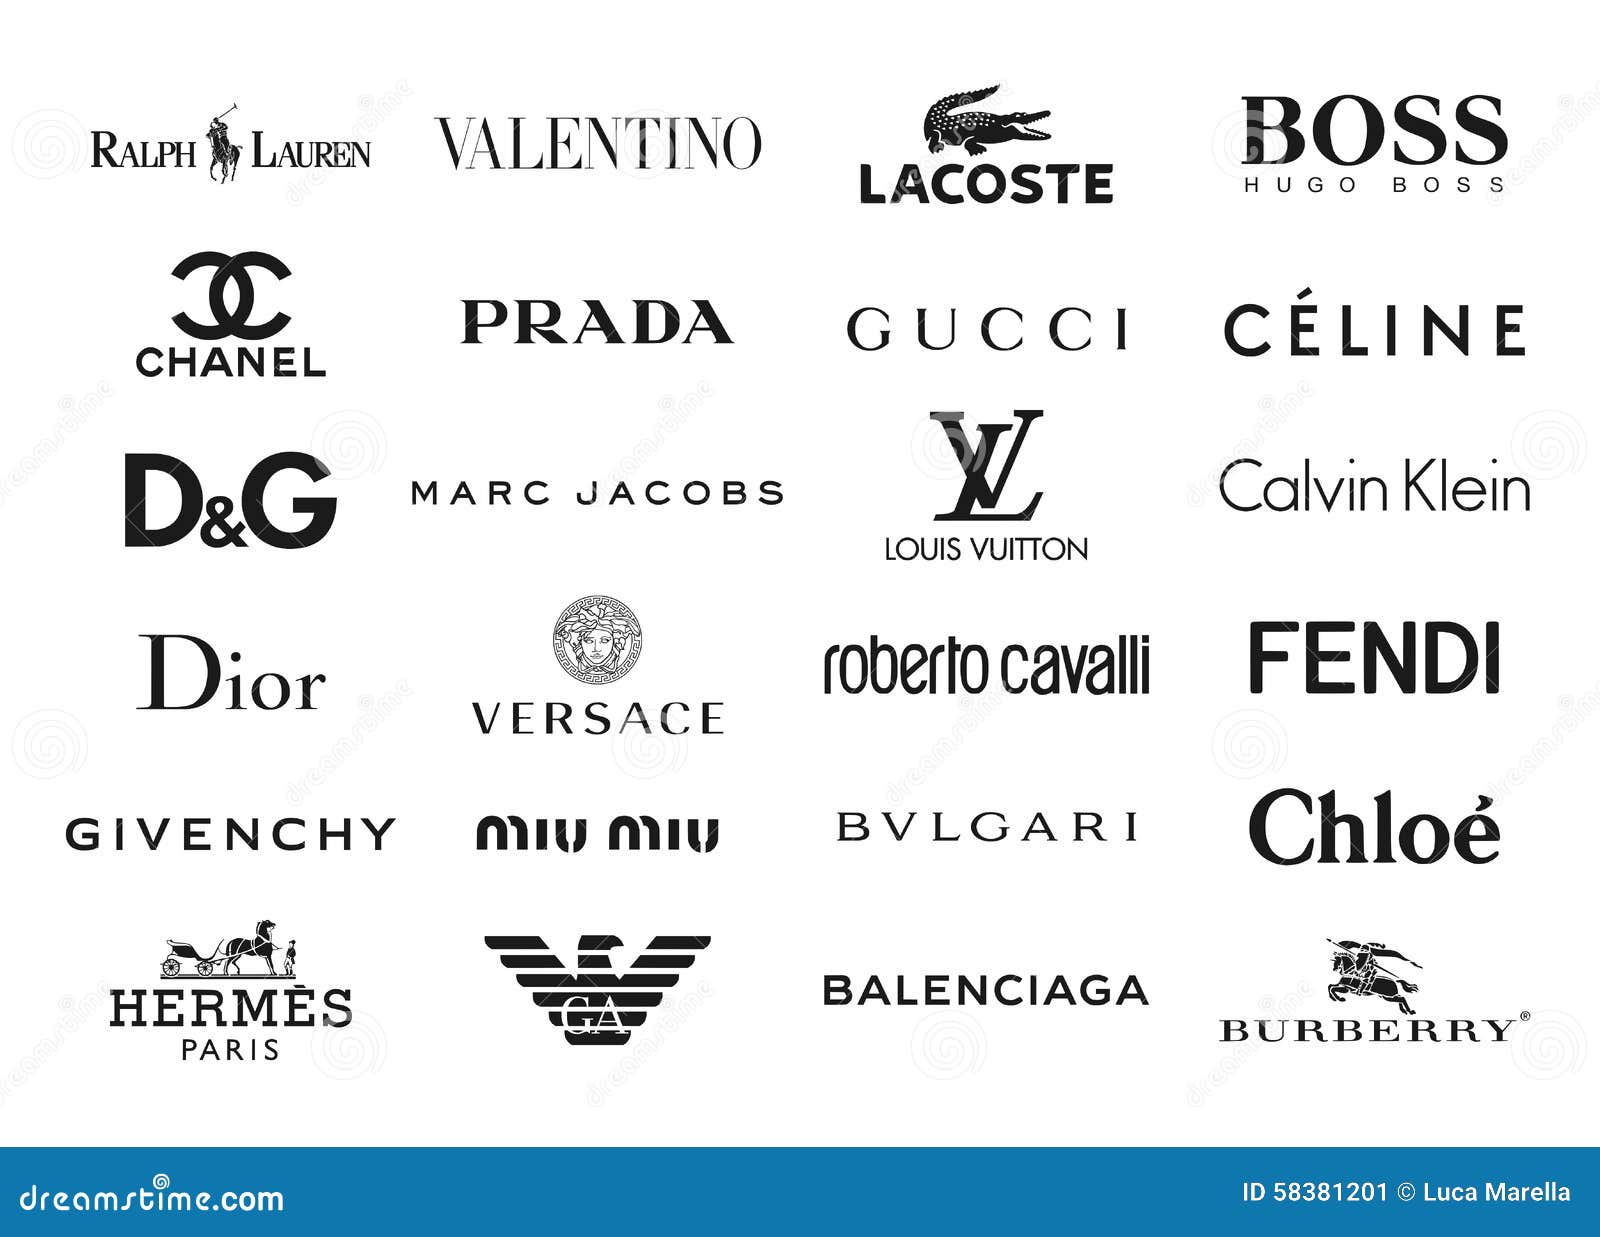 RALPH LAUREN
VALENTINO
LACOSTE
BOSS
HUGO BOSS
CHANEL
PRADA
GUCCI
CÉLINE
D&G
MARC JACOBS
LV
LOUIS VUITTON
Calvin Klein
Dior
VERSACE
roberto cavalli
FENDI
GIVENCHY
miu miu
BVLGARI
Chloé
HERMÈS
PARIS
GA
BALENCIAGA
BURBERRY®
dreamstime.com
ID 58381201 © Luca Marella